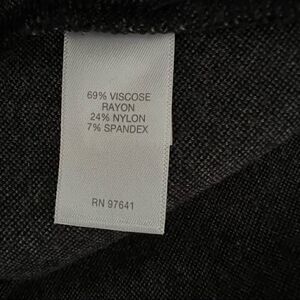 69% VISCOSE
RAYON
24% NYLON
7% SPANDEX
RN 97641